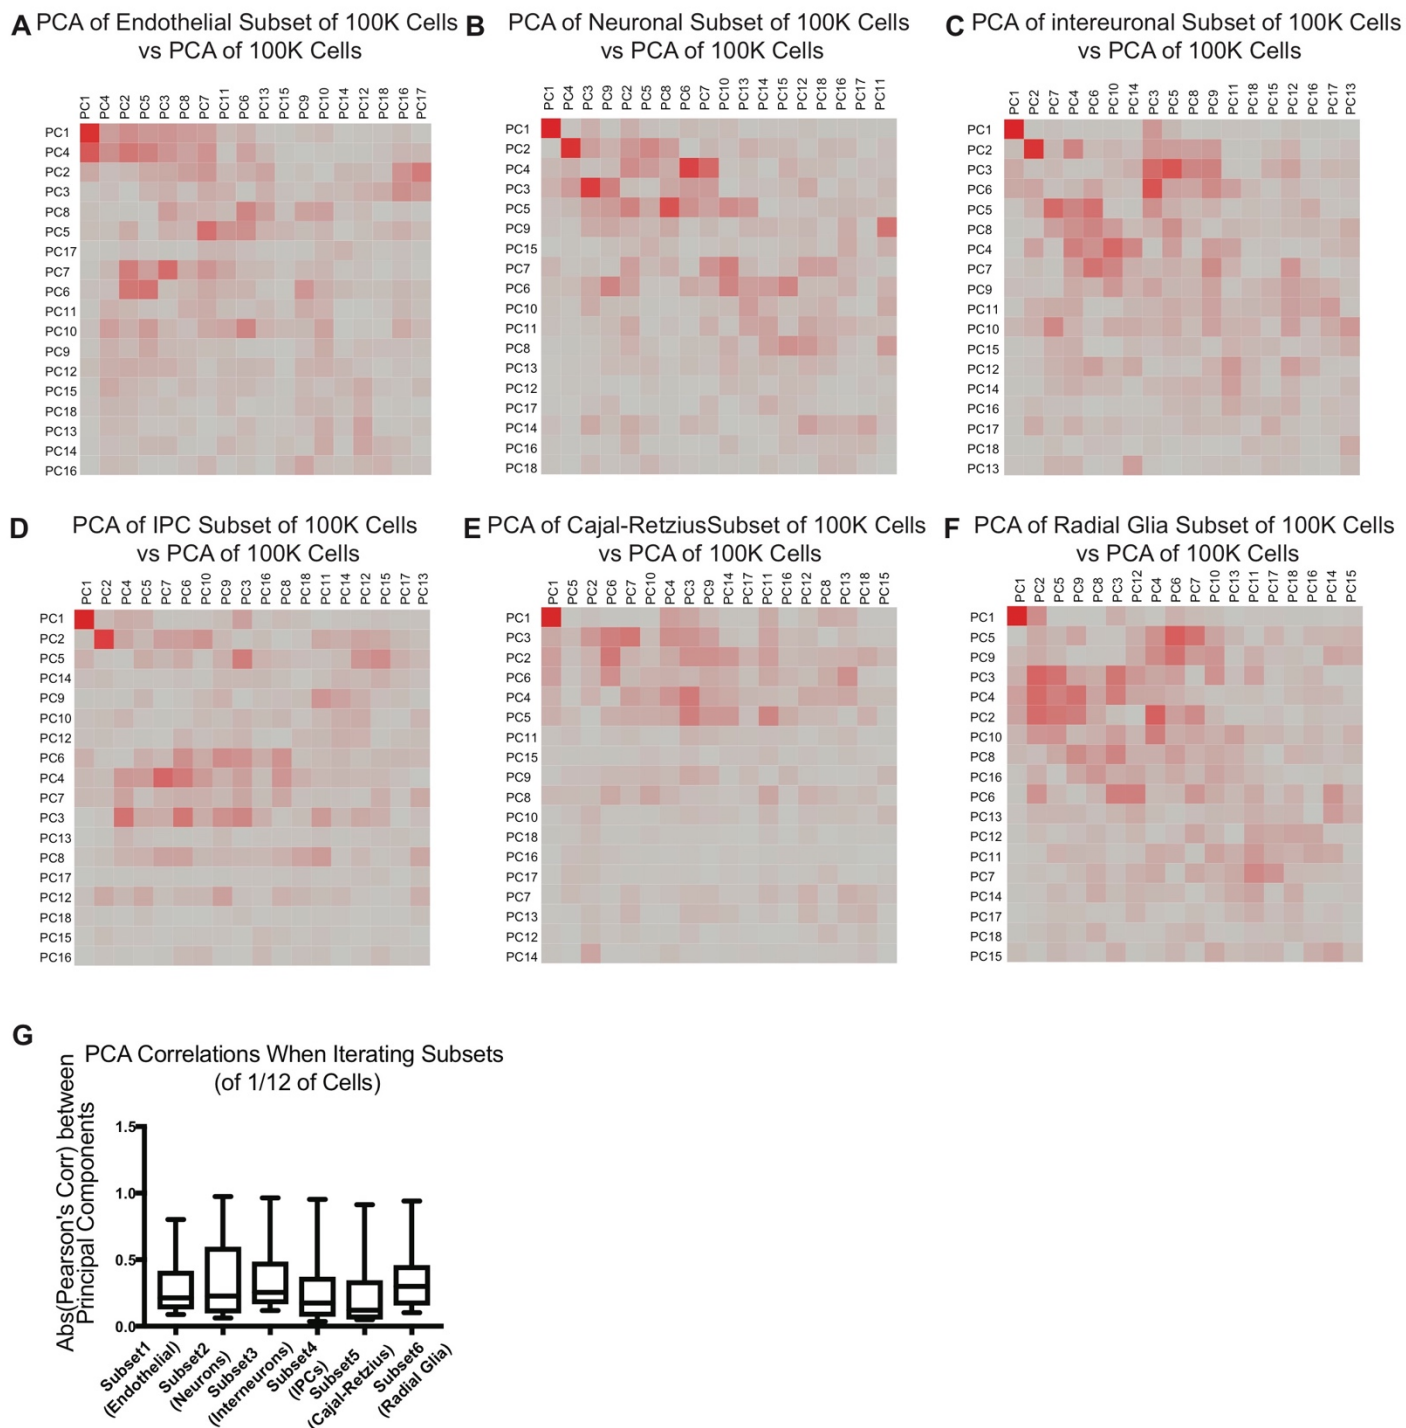 A PCA of Endothelial Subset of 100K Cells
vs PCA of 100K Cells
PC1 PC4 PC2 PC5 PC3 PC8 PC7 PC11 PC6 PC13 PC15 PC9 PC10 PC14 PC12 PC18 PC16 PC17
PC1
PC4
PC2
PC3
PC8
PC5
PC17
PC7
PC6
PC11
PC10
PC9
PC12
PC15
PC18
PC13
PC14
PC16
B PCA of Neuronal Subset of 100K Cells
vs PCA of 100K Cells
PC1 PC4 PC3 PC9 PC2 PC5 PC8 PC6 PC7 PC10 PC13 PC14 PC15 PC12 PC18 PC16 PC17 PC11
PC1
PC2
PC4
PC3
PC5
PC9
PC15
PC7
PC6
PC10
PC11
PC8
PC13
PC12
PC17
PC14
PC16
PC18
C PCA of intereuronal Subset of 100K Cells
vs PCA of 100K Cells
PC1 PC2 PC7 PC4 PC6 PC10 PC14 PC3 PC5 PC8 PC9 PC11 PC18 PC15 PC12 PC16 PC17 PC13
PC1
PC2
PC3
PC6
PC5
PC8
PC4
PC7
PC9
PC11
PC10
PC15
PC12
PC14
PC16
PC17
PC18
PC13
D PCA of IPC Subset of 100K Cells
vs PCA of 100K Cells
PC1 PC2 PC4 PC5 PC7 PC6 PC10 PC9 PC3 PC16 PC8 PC18 PC11 PC14 PC12 PC15 PC17 PC13
PC1
PC2
PC5
PC14
PC9
PC10
PC12
PC6
PC4
PC7
PC3
PC13
PC8
PC17
PC12
PC18
PC15
PC16
E PCA of Cajal-RetziusSubset of 100K Cells
vs PCA of 100K Cells
PC1 PC5 PC2 PC6 PC7 PC10 PC4 PC3 PC9 PC14 PC17 PC11 PC16 PC12 PC8 PC13 PC18 PC15
PC1
PC3
PC2
PC6
PC4
PC5
PC11
PC15
PC9
PC8
PC10
PC18
PC16
PC17
PC7
PC13
PC12
PC14
F PCA of Radial Glia Subset of 100K Cells
vs PCA of 100K Cells
PC1 PC2 PC5 PC9 PC8 PC3 PC12 PC4 PC6 PC7 PC10 PC13 PC11 PC17 PC18 PC16 PC14 PC15
PC1
PC5
PC9
PC3
PC4
PC2
PC10
PC8
PC16
PC6
PC13
PC12
PC11
PC7
PC14
PC17
PC18
PC15
G
PCA Correlations When Iterating Subsets
(of 1/12 of Cells)
Abs(Pearson's Corr) between
Principal Components
1.5
1.0
0.5
0.0
Subset1
(Endothelial)
Subset2
(Neurons)
Subset3
(Interneurons)
Subset4
(IPCs)
Subset5
(Cajal-Retzius)
Subset6
(Radial Glia)